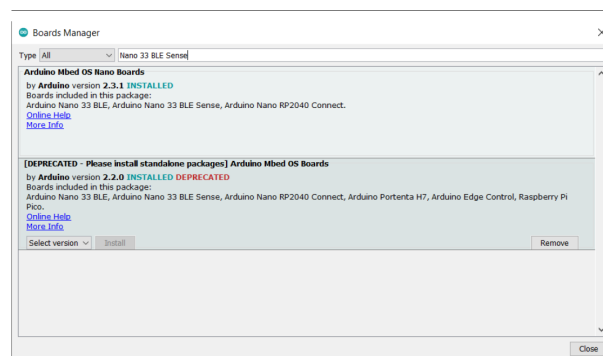 Boards Manager
Type All Nano 33 BLE Sense
Arduino Mbed OS Nano Boards
by Arduino version 2.3.1 INSTALLED
Boards included in this package:
Arduino Nano 33 BLE, Arduino Nano 33 BLE Sense, Arduino Nano RP2040 Connect.
Online Help
More Info
[DEPRECATED - Please install standalone packages] Arduino Mbed OS Boards
by Arduino version 2.2.0 INSTALLED DEPRECATED
Boards included in this package:
Arduino Nano 33 BLE, Arduino Nano 33 BLE Sense, Arduino Nano RP2040 Connect, Arduino Portenta H7, Arduino Edge Control, Raspberry Pi
Pico.
Online Help
More Info
Select version Install Remove
Close